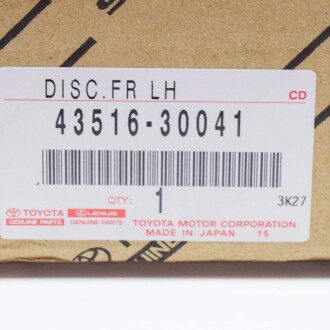 DISC.FR LH
CD
43516-30041
QTY: 1
3K27
TOYOTA LEXUS
GENUINE PARTS GENUINE PARTS
TOYOTA MOTOR CORPORATION
MADE IN JAPAN 15